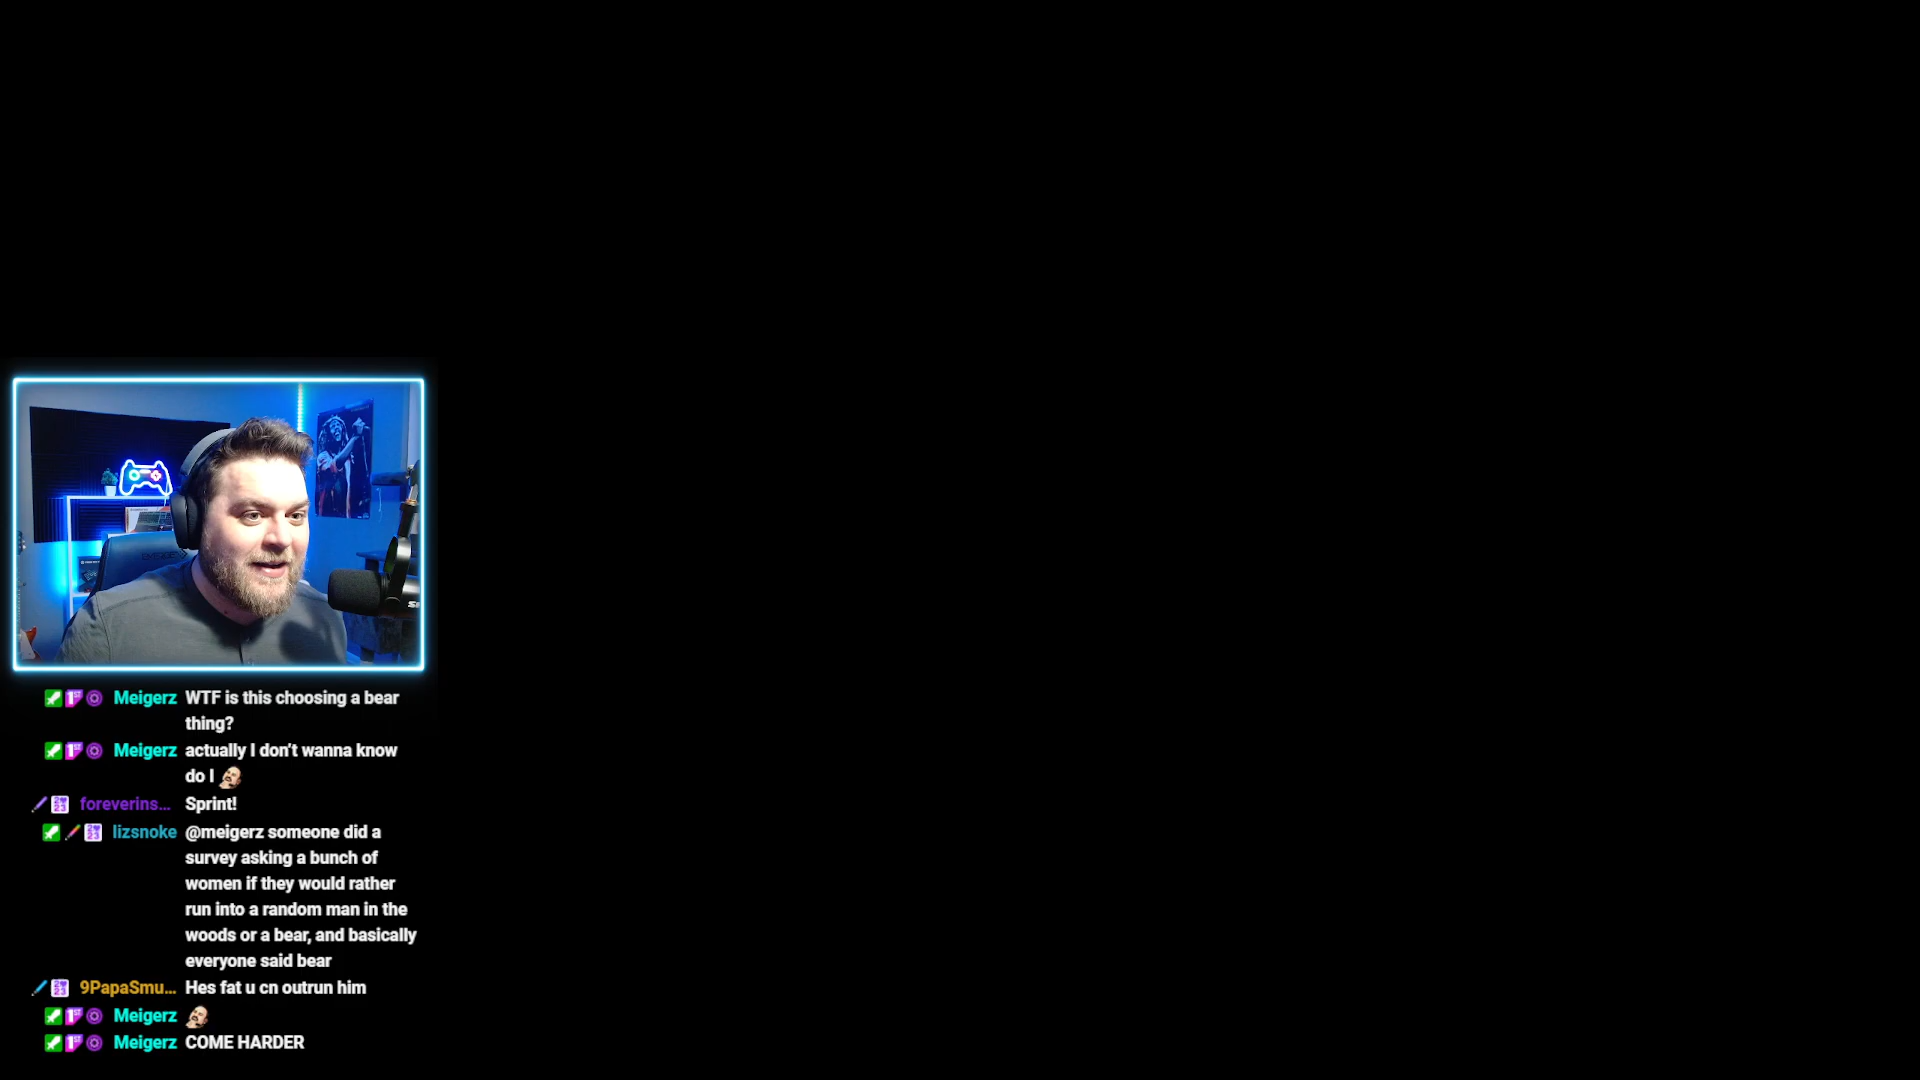 Meigerz WTF is this choosing a bear
thing?
Meigerz actually I don't wanna know
do I
foreverins... Sprint!
lizsnoke @meigerz someone did a
survey asking a bunch of
women if they would rather
run into a random man in the
woods or a bear, and basically
everyone said bear
9PapaSmu... Hes fat u cn outrun him
Meigerz
Meigerz COME HARDER